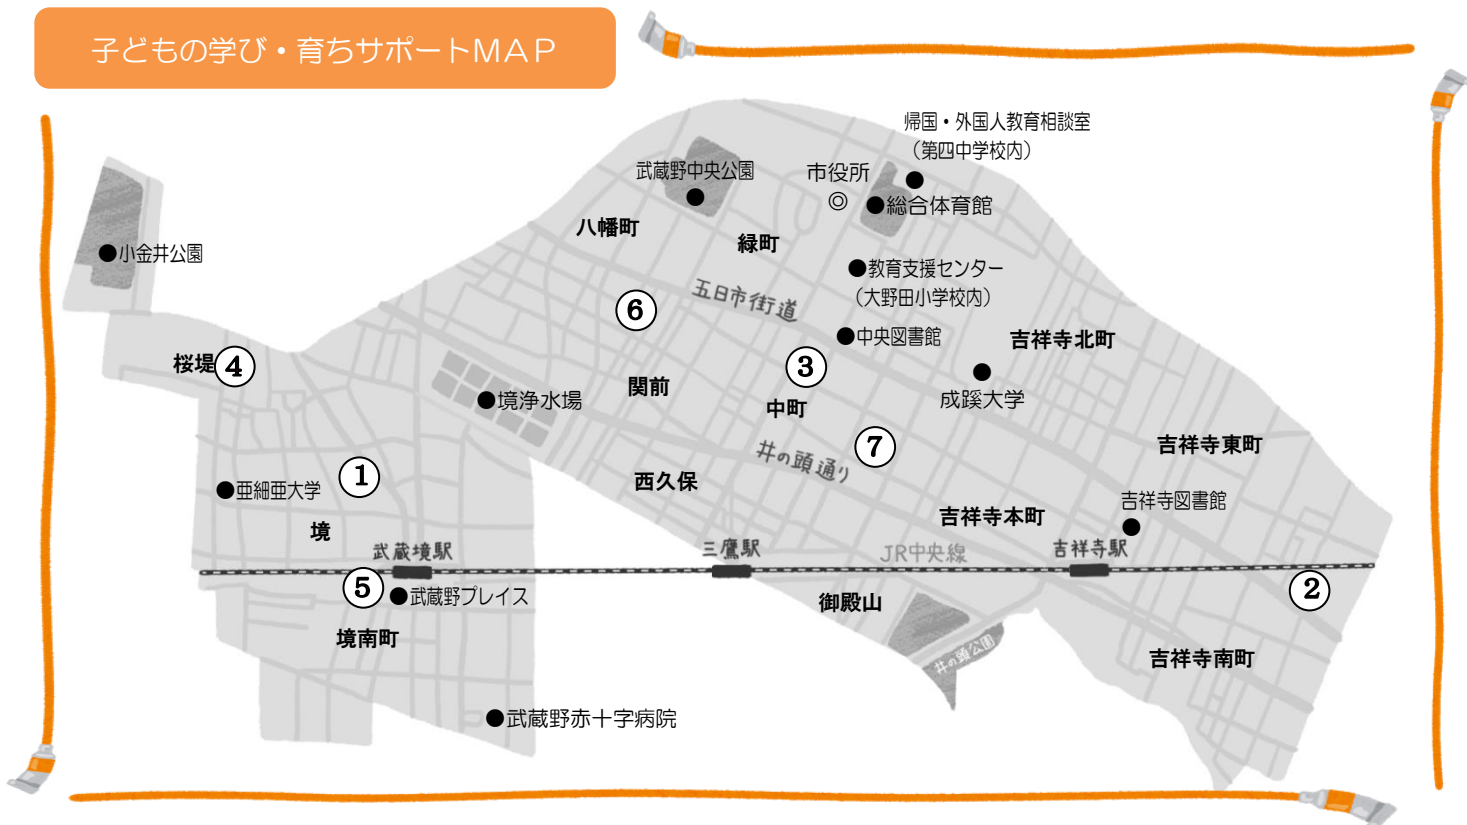 子どもの学び・育ちサポートMAP
帰国・外国人教育相談室
（第四中学校内）
武蔵野中央公園
市役所
◎
●総合体育館
八幡町
緑町
●小金井公園
●教育支援センター
（大野田小学校内）
五日市街道
⑥
●中央図書館
吉祥寺北町
桜堤
④
③
関前
成蹊大学
●境浄水場
中町
⑦
吉祥寺東町
井の頭通り
①
西久保
●亜細亜大学
吉祥寺図書館
吉祥寺本町
境
武蔵境駅
三鷹駅
JR中央線
吉祥寺駅
⑤
●武蔵野プレイス
②
御殿山
境南町
井の頭公園
吉祥寺南町
●武蔵野赤十字病院